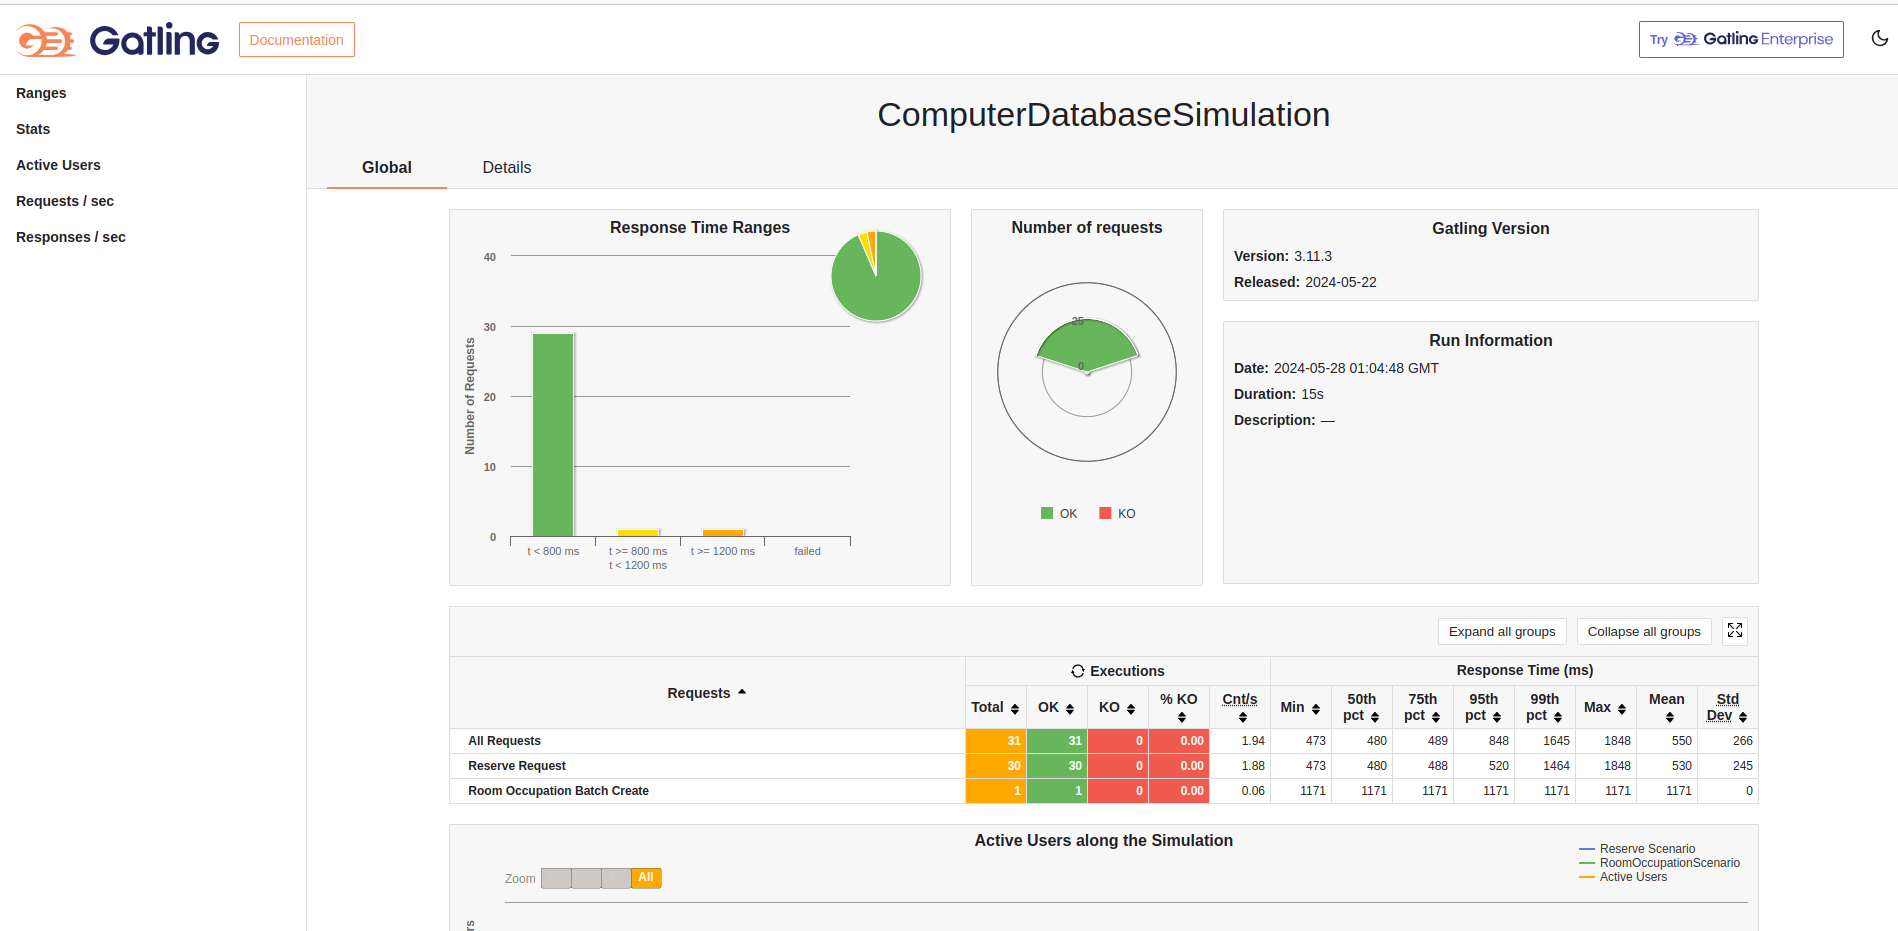 Gatling
Documentation
Try Gatling Enterprise
Ranges
Stats
Active Users
Requests / sec
Responses / sec
ComputerDatabaseSimulation
Global
Details
Response Time Ranges
Number of Requests
40
30
20
10
0
t < 800 ms
t >= 800 ms
t < 1200 ms
t >= 1200 ms
failed
Number of requests
25
0
OK
KO
Gatling Version
Version: 3.11.3
Released: 2024-05-22
Run Information
Date: 2024-05-28 01:04:48 GMT
Duration: 15s
Description: —
Expand all groups
Collapse all groups
Requests
Executions
Response Time (ms)
Total OK KO % KO Cnt/s Min 50th pct 75th pct 95th pct 99th pct Max Mean Std Dev
All Requests 31 31 0 0.00 1.94 473 480 489 848 1645 1848 550 266
Reserve Request 30 30 0 0.00 1.88 473 480 488 520 1464 1848 530 245
Room Occupation Batch Create 1 1 0 0.00 0.06 1171 1171 1171 1171 1171 1171 1171 0
Active Users along the Simulation
Reserve Scenario
RoomOccupationScenario
Active Users
Zoom
All